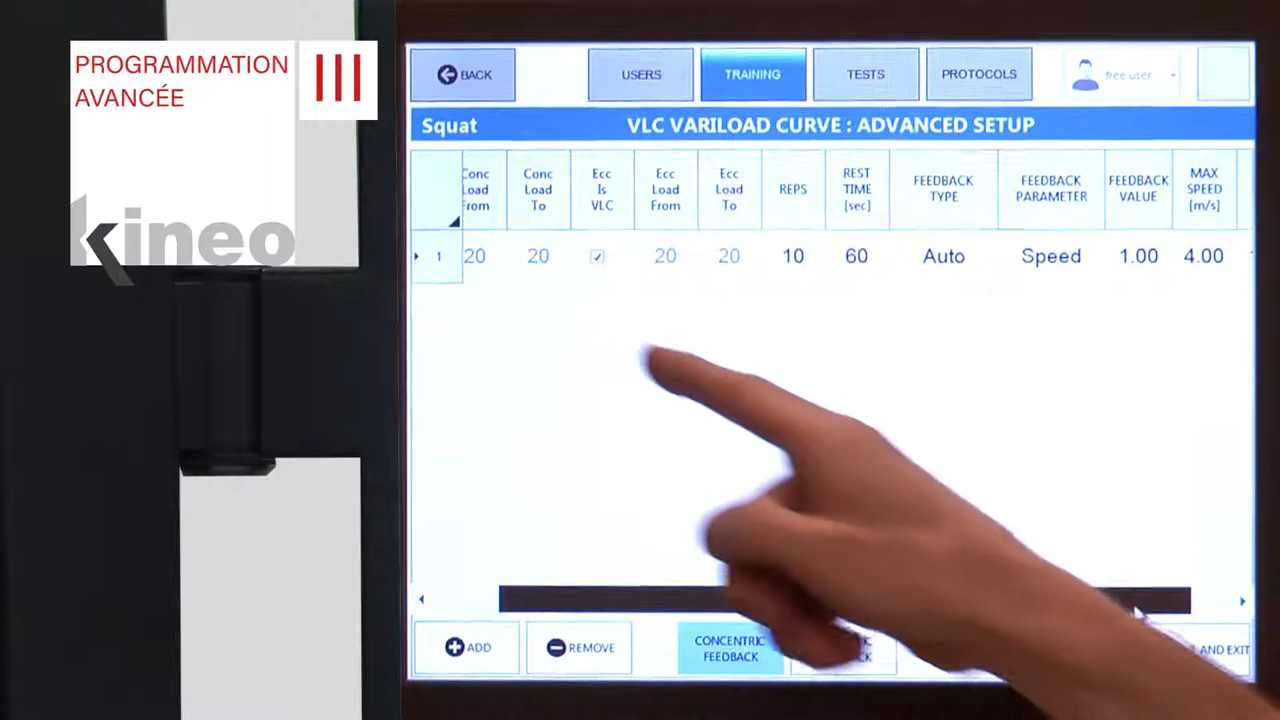 PROGRAMMATION
AVANCÉE
III
kineo
BACK
USERS
TRAINING
TESTS
PROTOCOLS
free user
Squat
VLC VARILOAD CURVE : ADVANCED SETUP
Conc
Load
From
Conc
Load
To
Ecc
Is
VLC
Ecc
Load
From
Ecc
Load
To
REPS
REST
TIME
[sec]
FEEDBACK
TYPE
FEEDBACK
PARAMETER
FEEDBACK
VALUE
MAX
SPEED
[m/s]
1 20 20 20 20 10 60 Auto Speed 1.00 4.00
ADD
REMOVE
CONCENTRIC
FEEDBACK
AND EXIT